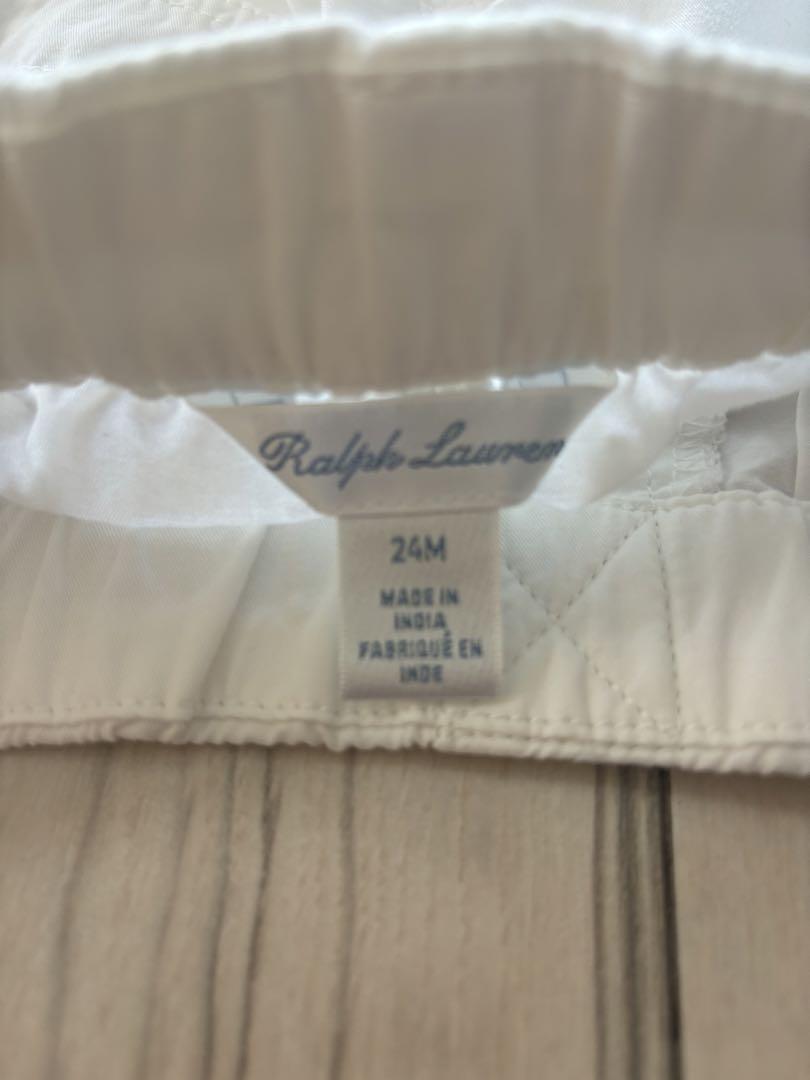 Ralph Lauren
24M
MADE IN
INDIA
FABRIQUÉ EN
INDE